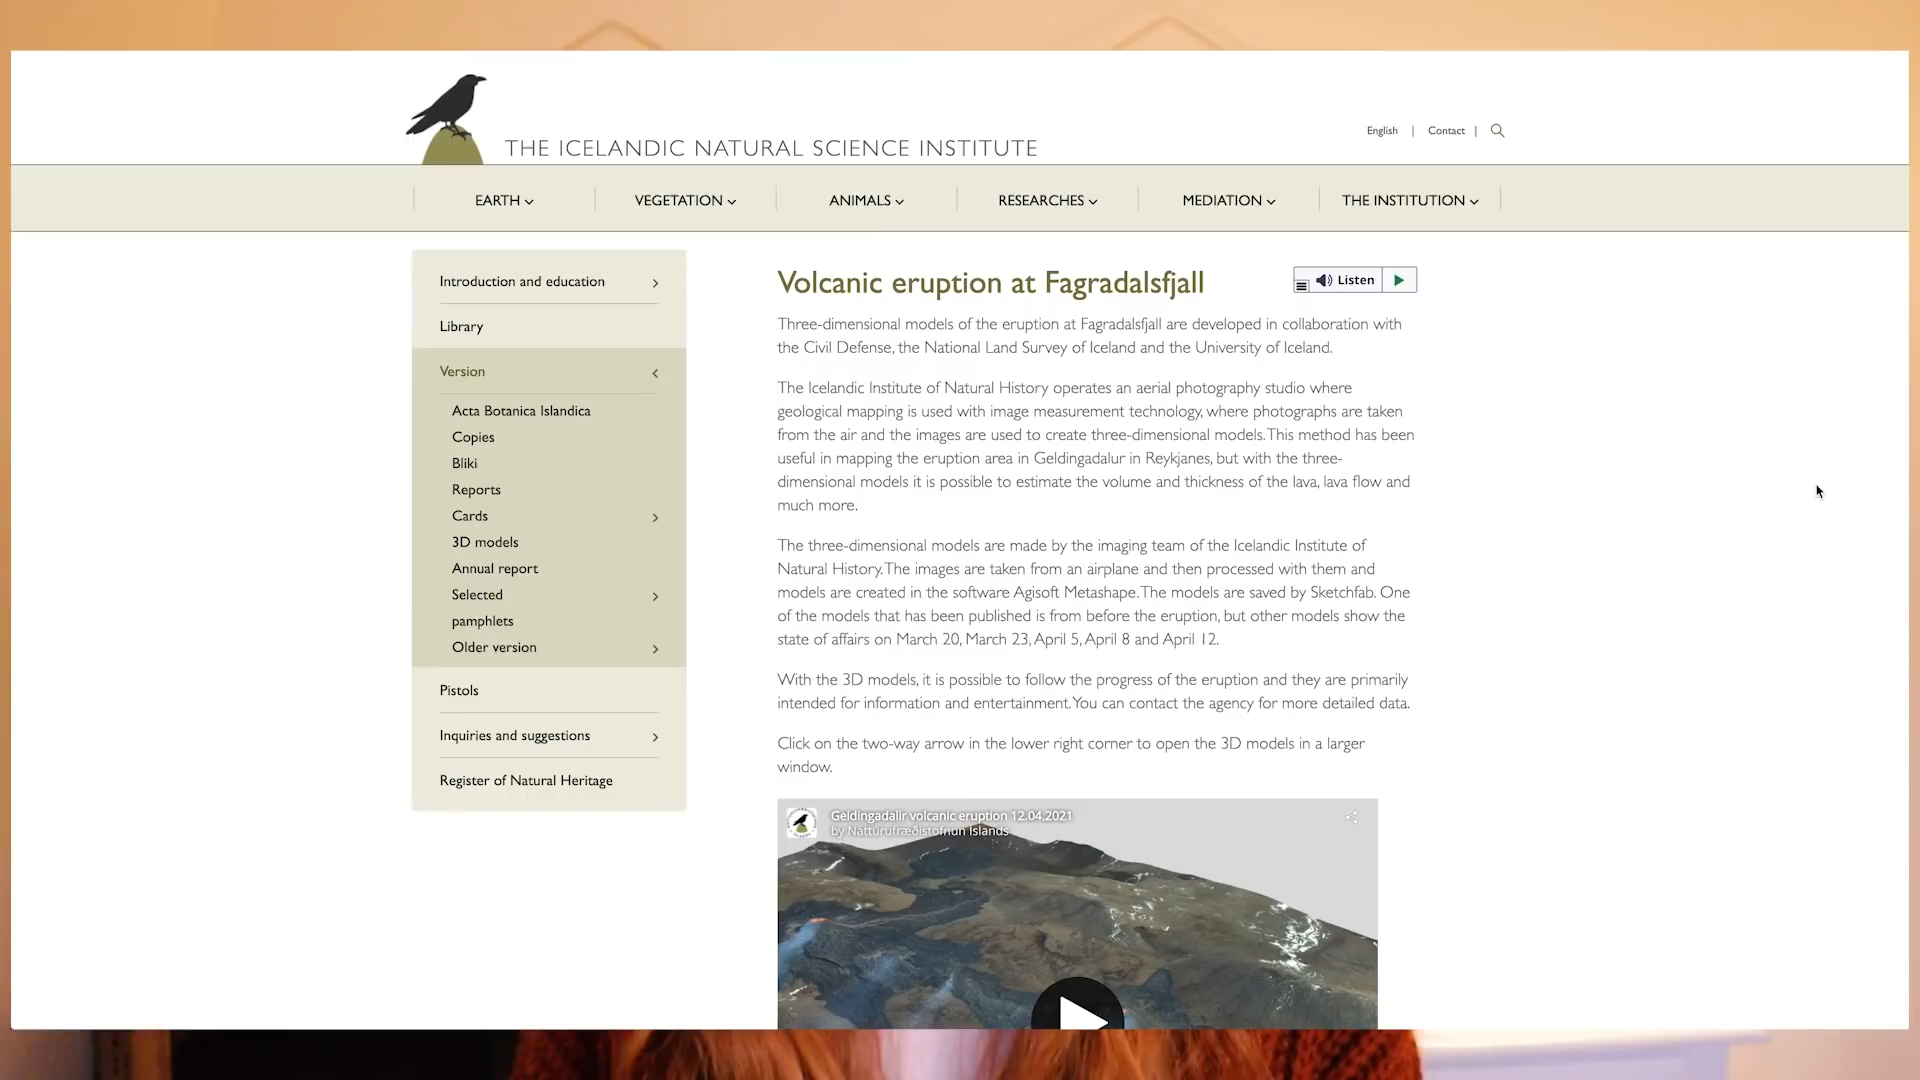 THE ICELANDIC NATURAL SCIENCE INSTITUTE
English | Contact |
EARTH
VEGETATION
ANIMALS
RESEARCHES
MEDIATION
THE INSTITUTION
Introduction and education
Library
Version
Acta Botanica Islandica
Copies
Bliki
Reports
Cards
3D models
Annual report
Selected
pamphlets
Older version
Pistols
Inquiries and suggestions
Register of Natural Heritage
Volcanic eruption at Fagradalsfjall
Listen
Three-dimensional models of the eruption at Fagradalsfjall are developed in collaboration with
the Civil Defense, the National Land Survey of Iceland and the University of Iceland.
The Icelandic Institute of Natural History operates an aerial photography studio where
geological mapping is used with image measurement technology, where photographs are taken
from the air and the images are used to create three-dimensional models. This method has been
useful in mapping the eruption area in Geldingadalur in Reykjanes, but with the three-
dimensional models it is possible to estimate the volume and thickness of the lava, lava flow and
much more.
The three-dimensional models are made by the imaging team of the Icelandic Institute of
Natural History. The images are taken from an airplane and then processed with them and
models are created in the software Agisoft Metashape. The models are saved by Sketchfab. One
of the models that has been published is from before the eruption, but other models show the
state of affairs on March 20, March 23, April 5, April 8 and April 12.
With the 3D models, it is possible to follow the progress of the eruption and they are primarily
intended for information and entertainment. You can contact the agency for more detailed data.
Click on the two-way arrow in the lower right corner to open the 3D models in a larger
window.
Geldingadalir volcanic eruption 12.04.2021
by Náttúrufræðistofnun Íslands